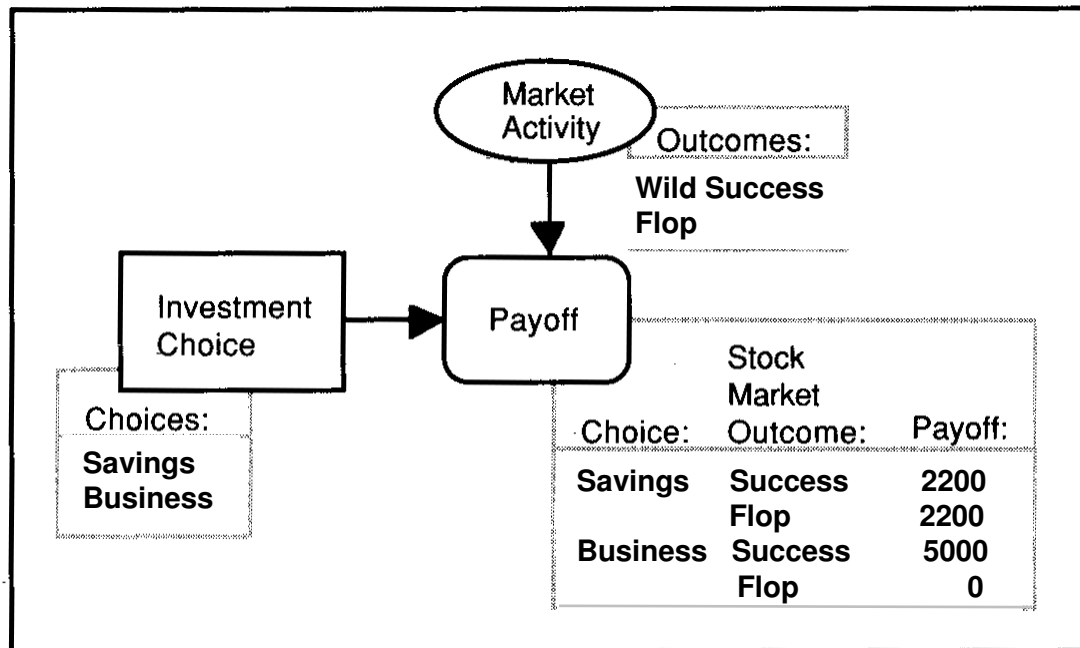 Market
Activity
Outcomes:
Wild Success
Flop
Investment
Choice
Payoff
Choices:
Savings
Business
Stock
Market
Choice: Outcome: Payoff:
Savings Success 2200
Flop 2200
Business Success 5000
Flop 0